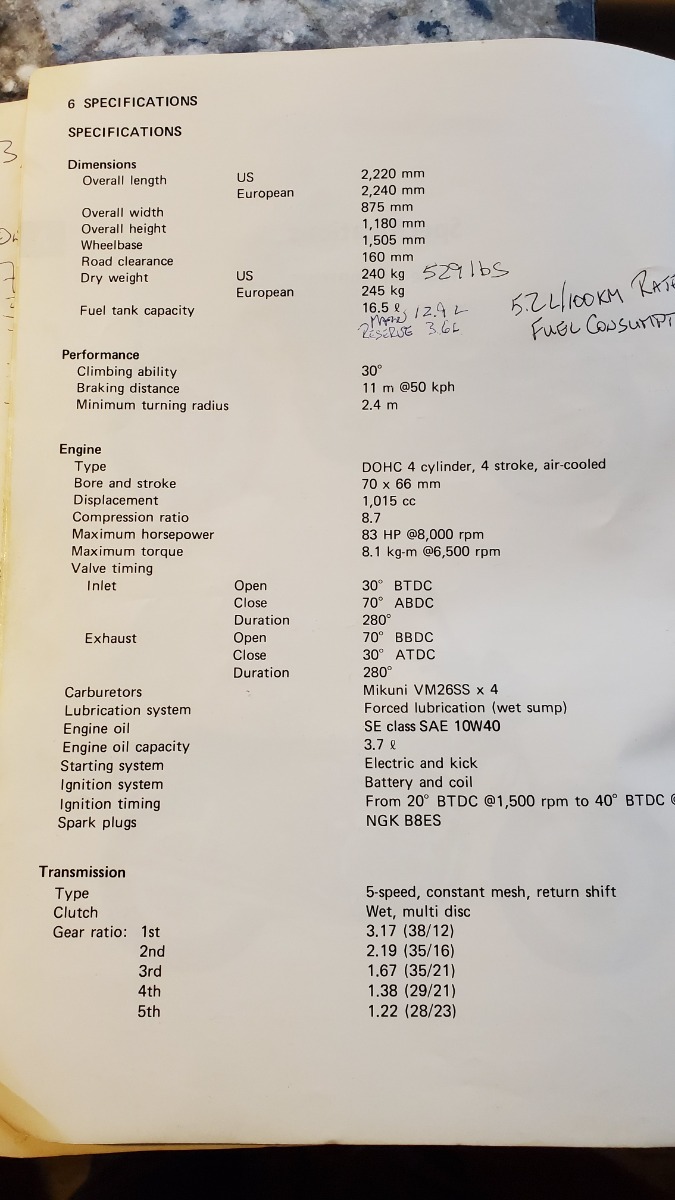 6 SPECIFICATIONS
SPECIFICATIONS
Dimensions
Overall length US 2,220 mm
European 2,240 mm
Overall width 875 mm
Overall height 1,180 mm
Wheelbase 1,505 mm
Road clearance 160 mm
Dry weight US 240 kg 529 lbs
European 245 kg
Fuel tank capacity 16.5 ℓ
MAIN 12.9 L
RESERVE 3.6L
5.2L/100KM
FUEL
Performance
Climbing ability 30°
Braking distance 11 m @50 kph
Minimum turning radius 2.4 m
Engine
Type DOHC 4 cylinder, 4 stroke, air-cooled
Bore and stroke 70 x 66 mm
Displacement 1,015 cc
Compression ratio 8.7
Maximum horsepower 83 HP @8,000 rpm
Maximum torque 8.1 kg-m @6,500 rpm
Valve timing
Inlet Open 30° BTDC
Close 70° ABDC
Duration 280°
Exhaust Open 70° BBDC
Close 30° ATDC
Duration 280°
Carburetors Mikuni VM26SS x 4
Lubrication system Forced lubrication (wet sump)
Engine oil SE class SAE 10W40
Engine oil capacity 3.7 ℓ
Starting system Electric and kick
Ignition system Battery and coil
Ignition timing From 20° BTDC @1,500 rpm to 40° BTDC @
Spark plugs NGK B8ES
Transmission
Type 5-speed, constant mesh, return shift
Clutch Wet, multi disc
Gear ratio: 1st 3.17 (38/12)
2nd 2.19 (35/16)
3rd 1.67 (35/21)
4th 1.38 (29/21)
5th 1.22 (28/23)